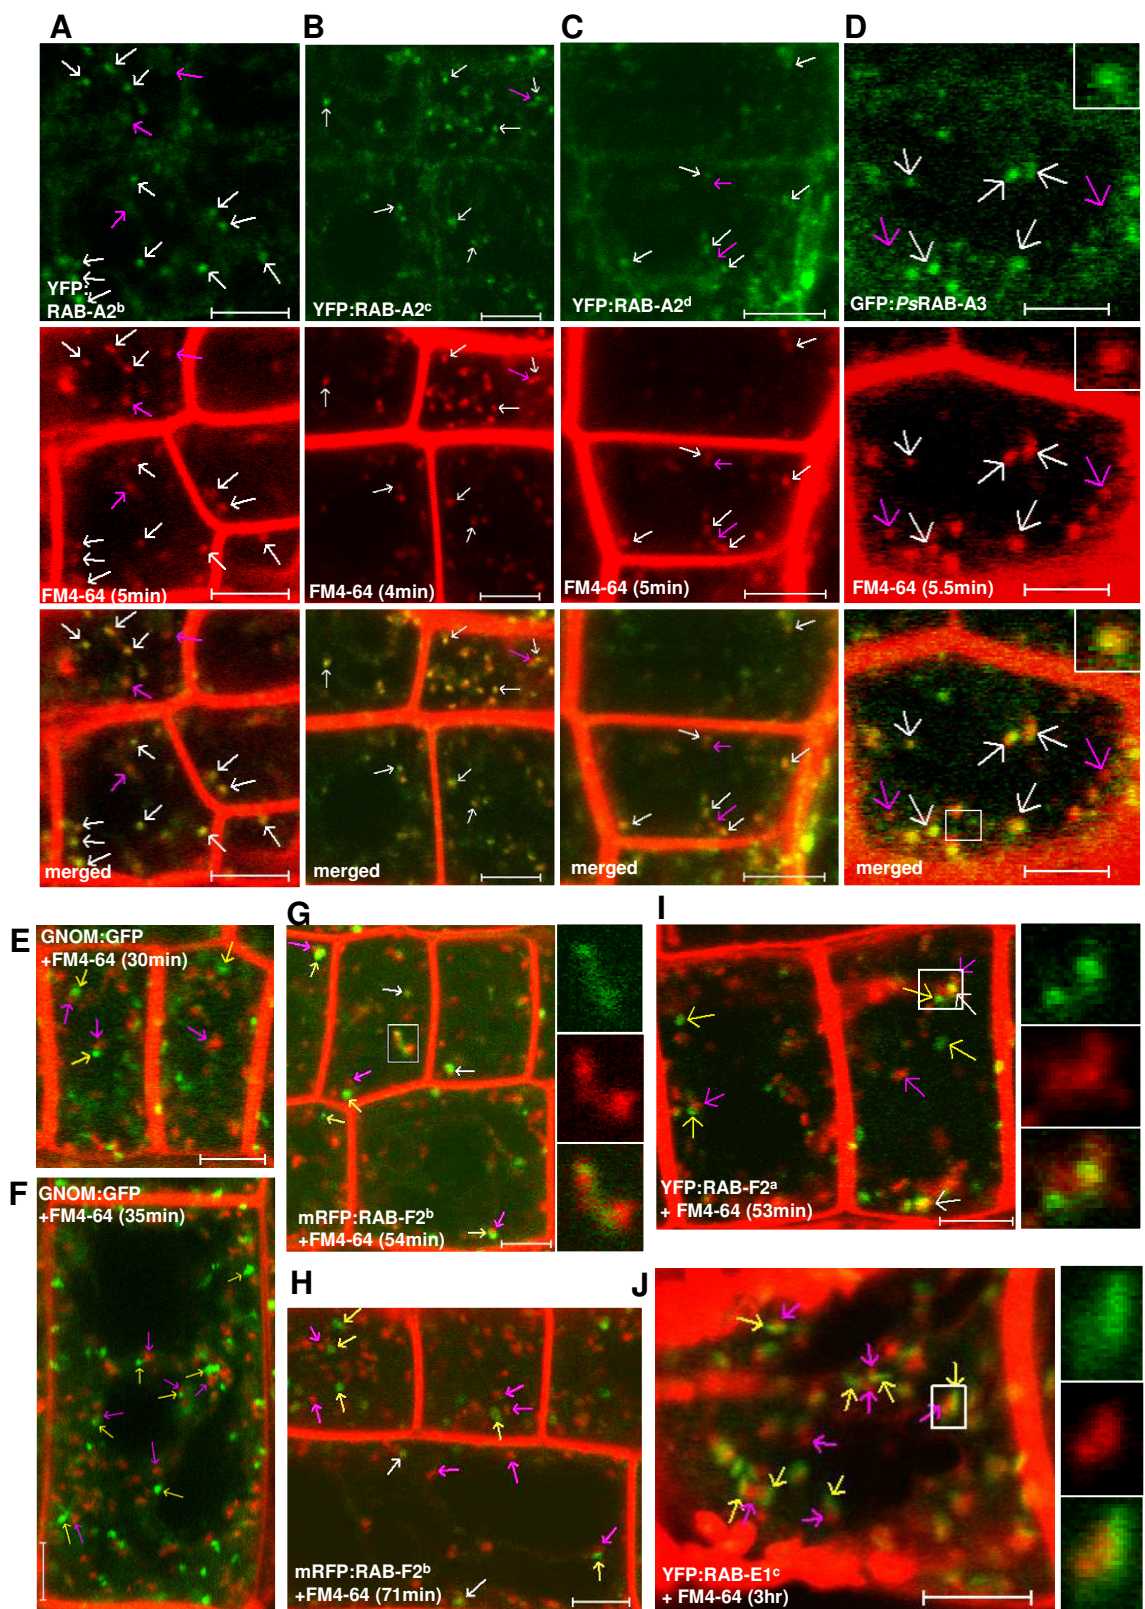 A
B
C
D
YFP:
RAB-A2ᵇ
YFP:RAB-A2ᶜ
YFP:RAB-A2ᵈ
GFP:PsRAB-A3
FM4-64 (5min)
FM4-64 (4min)
FM4-64 (5min)
FM4-64 (5.5min)
merged
merged
merged
merged
E
GNOM:GFP
+FM4-64 (30min)
F
GNOM:GFP
+FM4-64 (35min)
G
mRFP:RAB-F2ᵇ
+FM4-64 (54min)
H
mRFP:RAB-F2ᵇ
+FM4-64 (71min)
I
YFP:RAB-F2ᵃ
+ FM4-64 (53min)
J
YFP:RAB-E1ᶜ
+ FM4-64 (3hr)